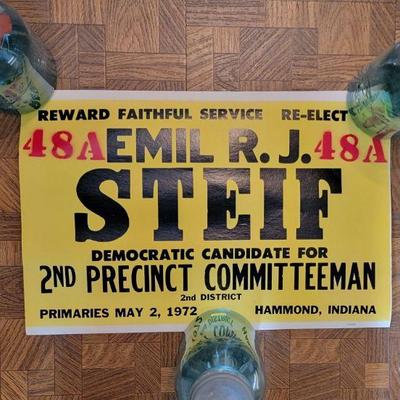 REWARD FAITHFUL SERVICE RE-ELECT
48A EMIL R. J. 48A
STEIF
DEMOCRATIC CANDIDATE FOR
2ND PRECINCT COMMITTEEMAN
2nd DISTRICT
PRIMARIES MAY 2, 1972 HAMMOND, INDIANA